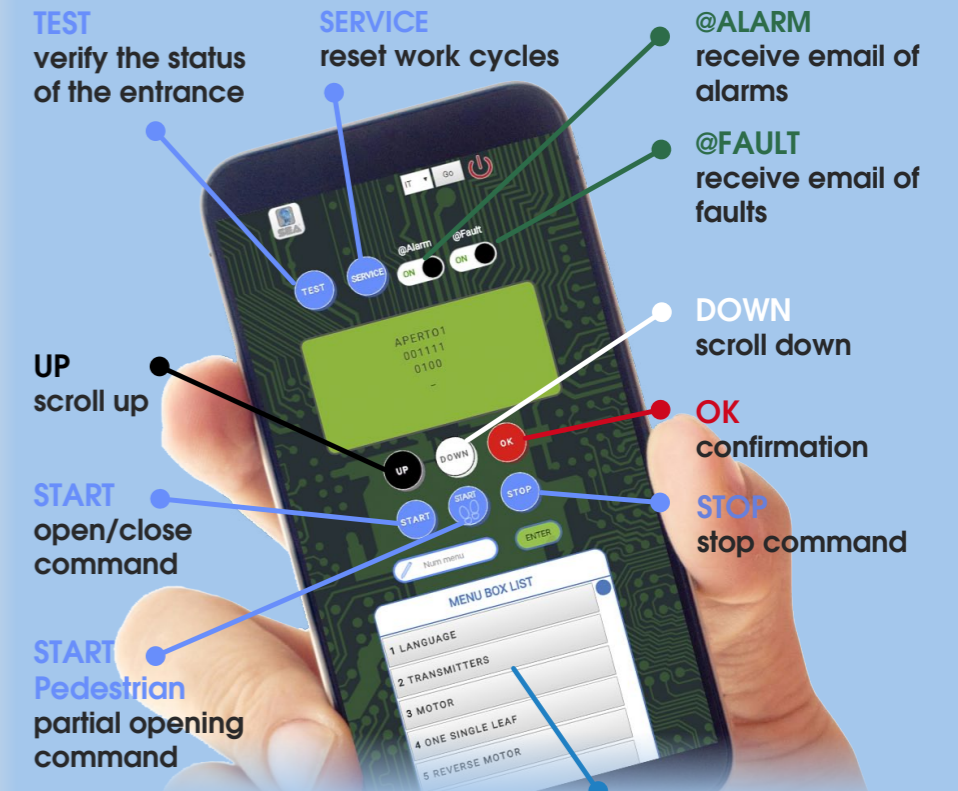 TEST
verify the status
of the entrance
SERVICE
reset work cycles
@ALARM
receive email of
alarms
@FAULT
receive email of
faults
DOWN
scroll down
UP
scroll up
OK
confirmation
START
open/close
command
STOP
stop command
START
Pedestrian
partial opening
command
IT
Go
SEA
@Alarm
@Fault
ON
ON
TEST
SERVICE
APERTO1
001111
0100
_
UP
DOWN
OK
START
START
STOP
Num menu
ENTER
MENU BOX LIST
1 LANGUAGE
2 TRANSMITTERS
3 MOTOR
4 ONE SINGLE LEAF
5 REVERSE MOTOR